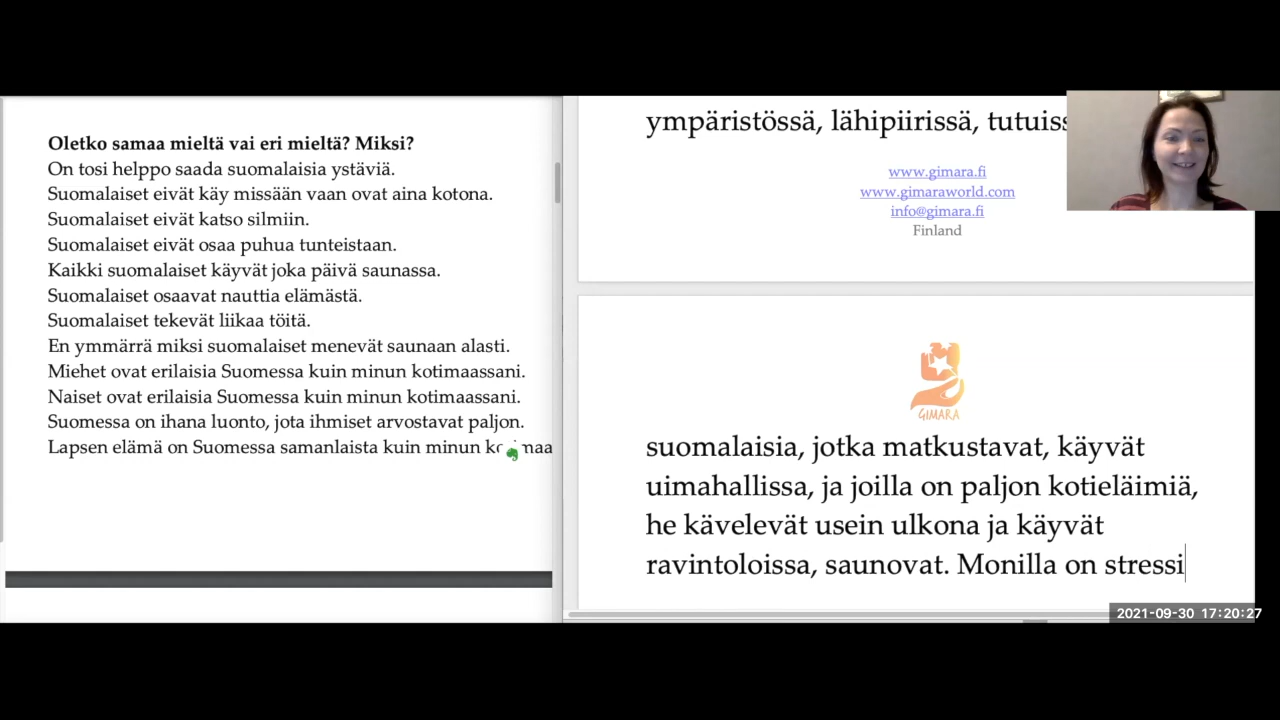 Oletko samaa mieltä vai eri mieltä? Miksi?
On tosi helppo saada suomalaisia ystäviä.
Suomalaiset eivät käy missään vaan ovat aina kotona.
Suomalaiset eivät katso silmiin.
Suomalaiset eivät osaa puhua tunteistaan.
Kaikki suomalaiset käyvät joka päivä saunassa.
Suomalaiset osaavat nauttia elämästä.
Suomalaiset tekevät liikaa töitä.
En ymmärrä miksi suomalaiset menevät saunaan alasti.
Miehet ovat erilaisia Suomessa kuin minun kotimaassani.
Naiset ovat erilaisia Suomessa kuin minun kotimaassani.
Suomessa on ihana luonto, jota ihmiset arvostavat paljon.
Lapsen elämä on Suomessa samanlaista kuin minun
ympäristössä, lähipiirissä,
www.gimara.fi
www.gimaraworld.com
info@gimara.fi
Finland
GIMARA
suomalaisia, jotka matkustavat, käyvät
uimahallissa, ja joilla on paljon kotieläimiä,
he kävelevät usein ulkona ja käyvät
ravintoloissa, saunovat. Monilla on stressi
2021-09-30 17:20:27